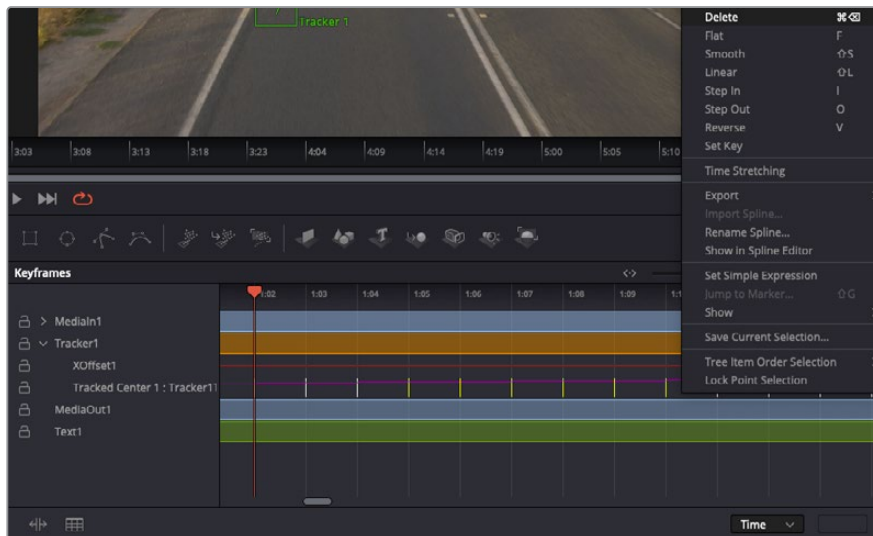 Tracker 1
Delete ⌘⌫
Flat F
Smooth ⇧S
Linear ⇧L
Step In I
Step Out O
Reverse V
Set Key
Time Stretching
Export
Import Spline...
Rename Spline...
Show in Spline Editor
Set Simple Expression
Jump to Marker... ⇧G
Show
Save Current Selection...
Tree Item Order Selection
Lock Point Selection
3:03 3:08 3:13 3:18 3:23 4:04 4:09 4:14 4:19 5:00 5:05 5:10
T
Keyframes
1:02 1:03 1:04 1:05 1:06 1:07 1:08 1:09
MediaIn1
Tracker1
XOffset1
Tracked Center 1 : Tracker1
MediaOut1
Text1
Time